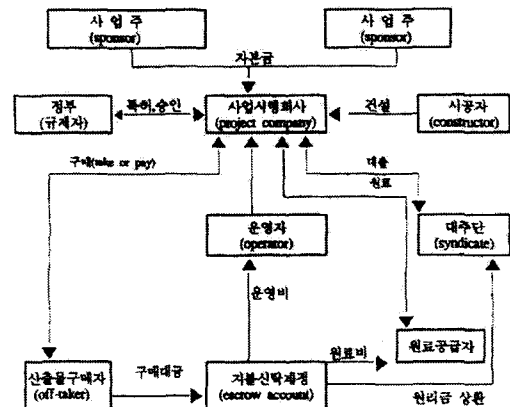 사 업 주
(sponsor)
사 업 주
(sponsor)
자본금
정부
(규제자)
특허,승인
사업시행회사
(project company)
건설
시공자
(constructor)
구매(take or pay)
대출
원료
운영자
(operator)
대주단
(syndicate)
운영비
원료공급자
산출물구매자
(off-taker)
구매대금
지불신탁계정
(escrow account)
원료비
원리금 상환